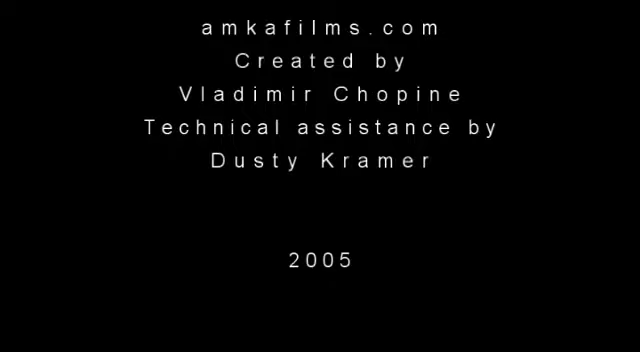 amkafilms.com
Created by
Vladimir Chopine
Technical assistance by
Dusty Kramer
2005